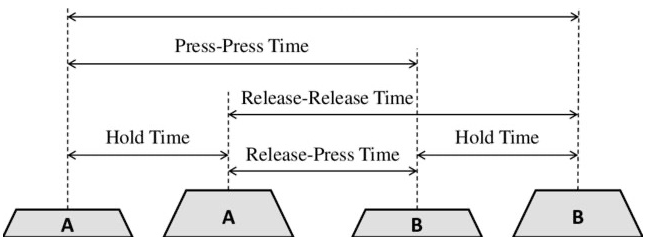 Press-Press Time
Release-Release Time
Hold Time
Hold Time
Release-Press Time
A
A
B
B